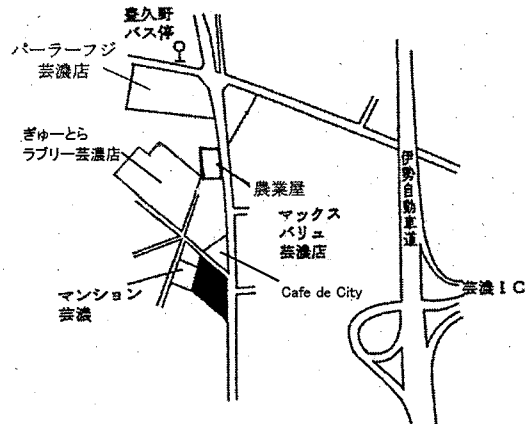 豊久野
バス停
パーラーフジ
芸濃店
ぎゅーとら
ラブリー芸濃店
農業屋
マックス
バリュ
芸濃店
伊勢自動車道
Cafe de City
マンション
芸濃
芸濃IC